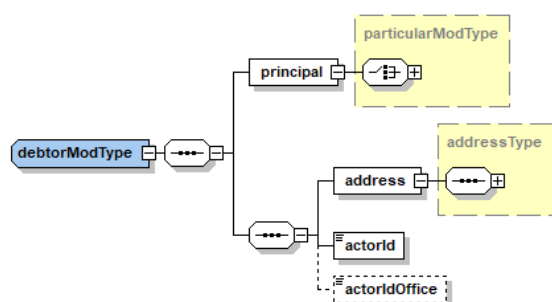 particularModType
principal
debtorModType
addressType
address
actorId
actorIdOffice